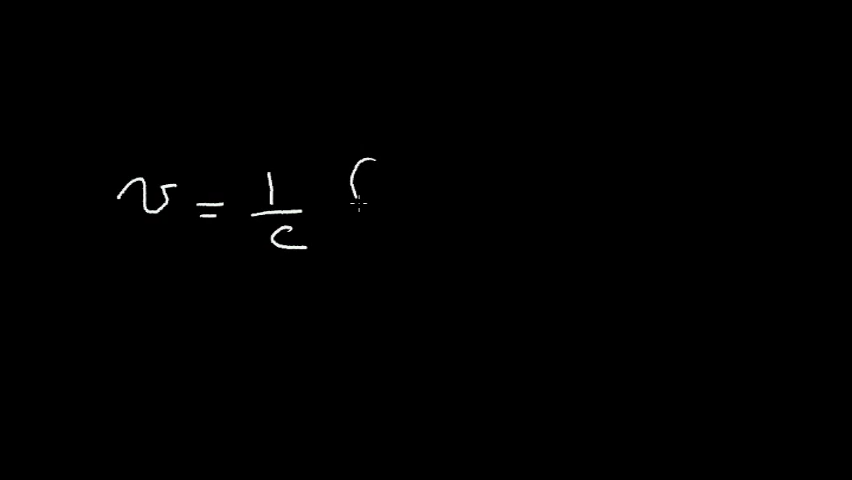 v = 1/c